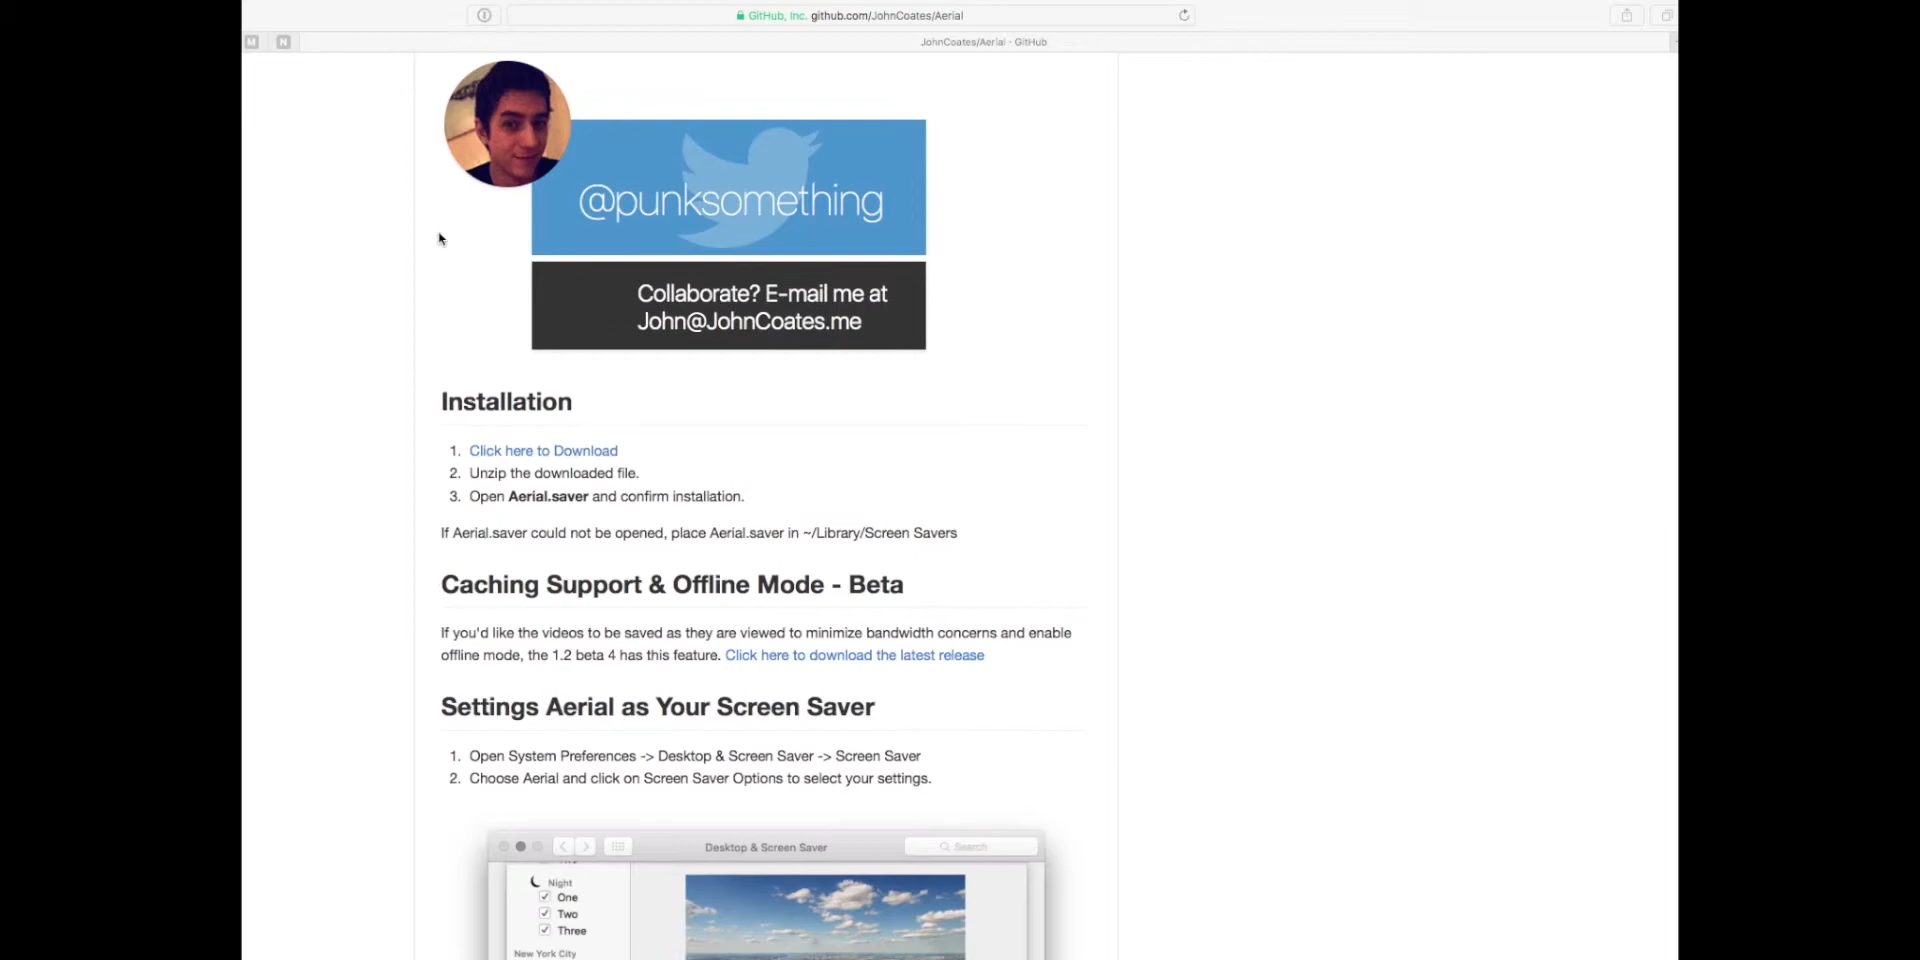 GitHub, Inc. github.com/JohnCoates/Aerial
M
N
JohnCoates/Aerial · GitHub
@punksomething
Collaborate? E-mail me at
John@JohnCoates.me
Installation
1. Click here to Download
2. Unzip the downloaded file.
3. Open Aerial.saver and confirm installation.
If Aerial.saver could not be opened, place Aerial.saver in ~/Library/Screen Savers
Caching Support & Offline Mode - Beta
If you'd like the videos to be saved as they are viewed to minimize bandwidth concerns and enable
offline mode, the 1.2 beta 4 has this feature. Click here to download the latest release
Settings Aerial as Your Screen Saver
1. Open System Preferences -> Desktop & Screen Saver -> Screen Saver
2. Choose Aerial and click on Screen Saver Options to select your settings.
Desktop & Screen Saver
Search
Night
One
Two
Three
New York City